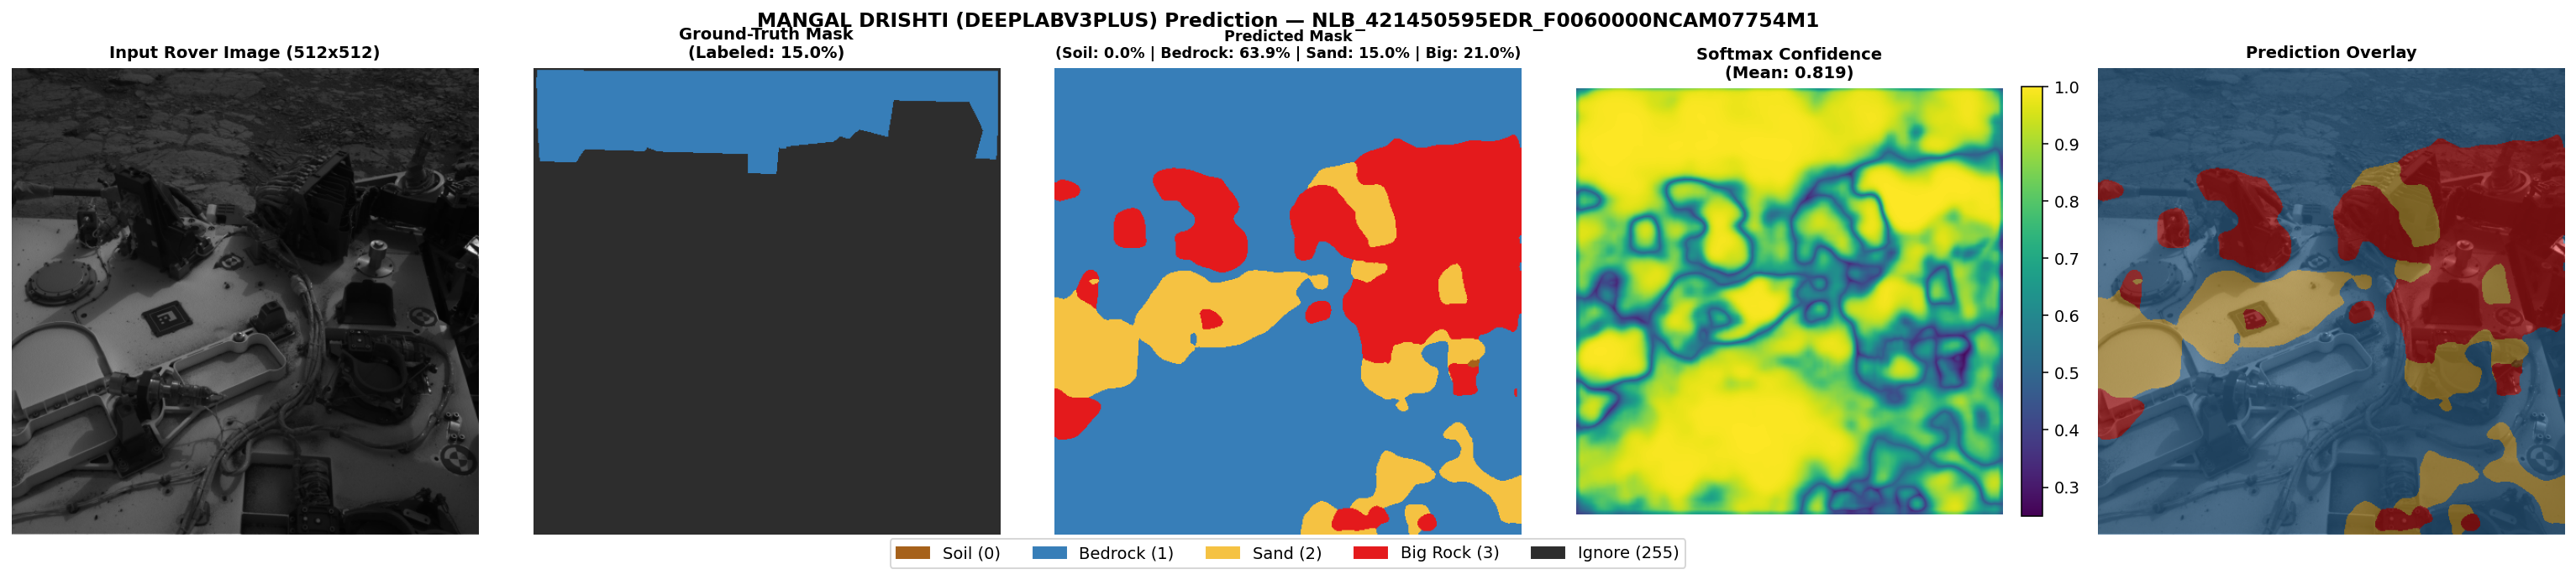 MANGAL DRISHTI (DEEPLABV3PLUS) Prediction — NLB_421450595EDR_F0060000NCAM07754M1
Input Rover Image (512x512)
Ground-Truth Mask
(Labeled: 15.0%)
Predicted Mask
(Soil: 0.0% | Bedrock: 63.9% | Sand: 15.0% | Big: 21.0%)
Softmax Confidence
(Mean: 0.819)
1.0
0.9
0.8
0.7
0.6
0.5
0.4
0.3
Prediction Overlay
Soil (0)
Bedrock (1)
Sand (2)
Big Rock (3)
Ignore (255)